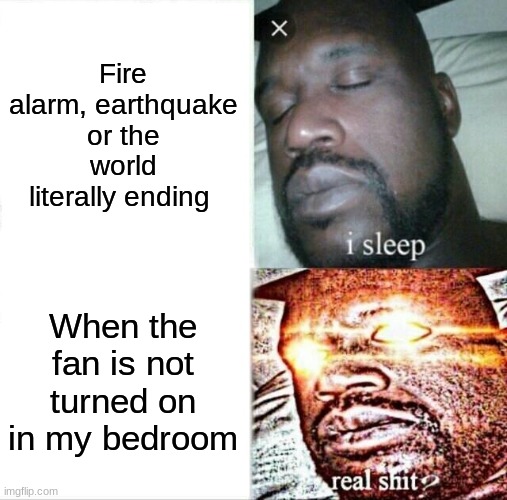 Fire
alarm, earthquake
or the
world
literally ending
i sleep
When the
fan is not
turned on
in my bedroom
real shit?
imgflip.com